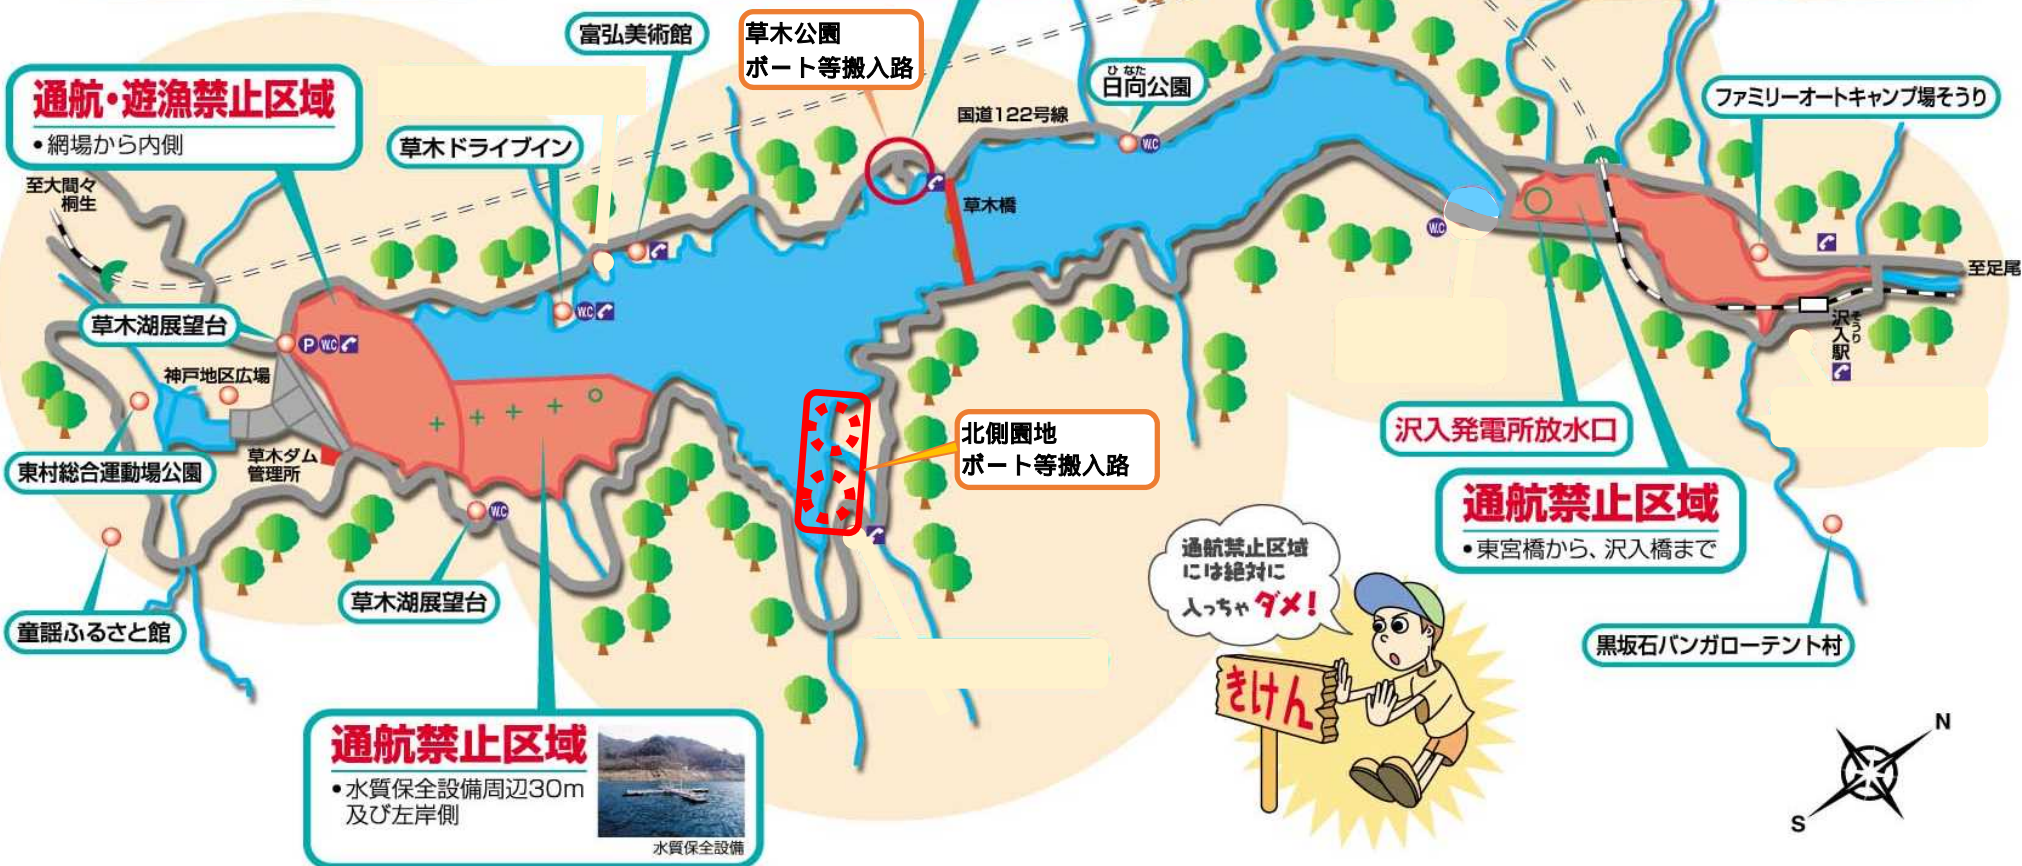 富弘美術館
草木公園
ボート等搬入路
ひなた
日向公園
国道122号線
ファミリーオートキャンプ場そうり
通航・遊漁禁止区域
•網場から内側
草木ドライブイン
至大間々
桐生
W.C
草木橋
W.C
至足尾
草木湖展望台
P W.C
W.C
沢入駅
そうり
神戸地区広場
沢入発電所放水口
北側園地
ボート等搬入路
東村総合運動場公園
草木ダム
管理所
W.C
通航禁止区域
•東宮橋から、沢入橋まで
通航禁止区域
には絶対に
入っちゃダメ!
草木湖展望台
童謡ふるさと館
黒坂石バンガローテント村
きけん
通航禁止区域
•水質保全設備周辺30m
及び左岸側
水質保全設備
N
S